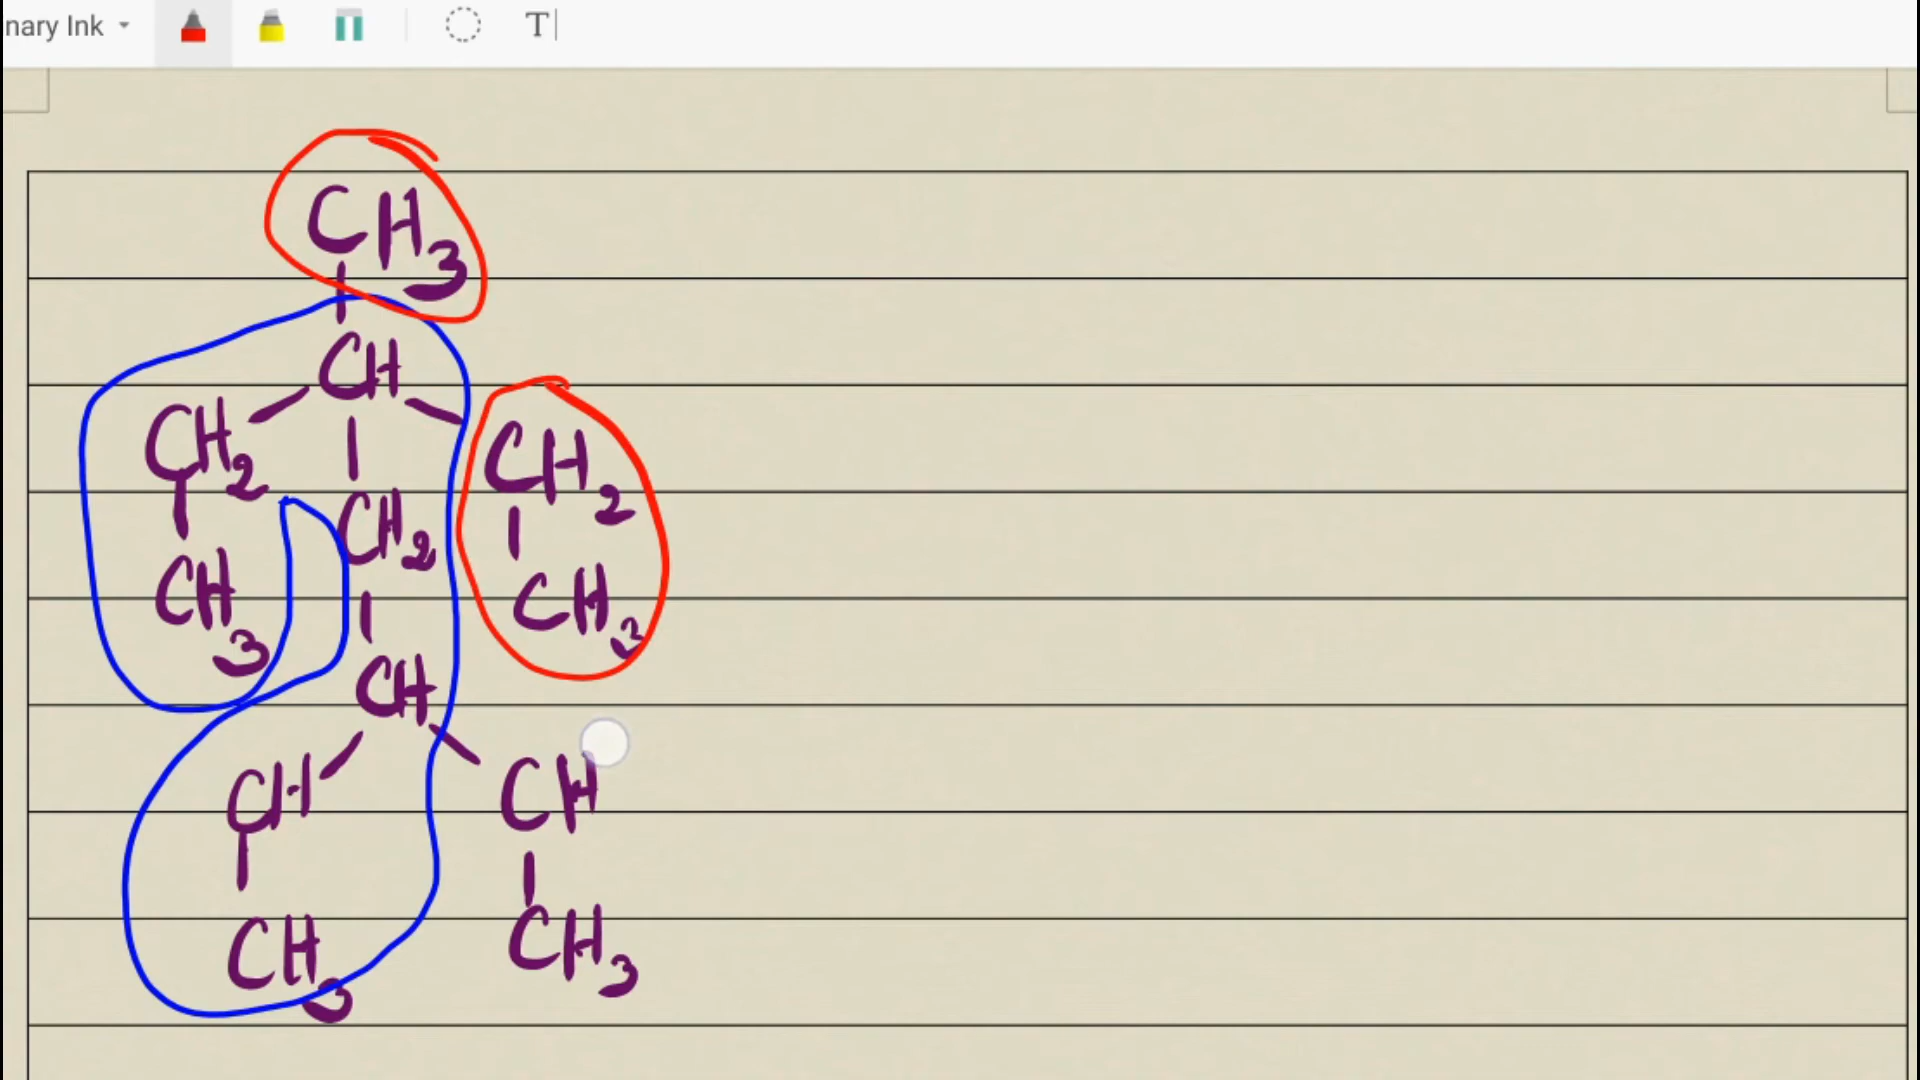 nary Ink
T
CH3
CH
CH2 CH2
CH2
CH3 CH3
CH
CH CH
CH3 CH3